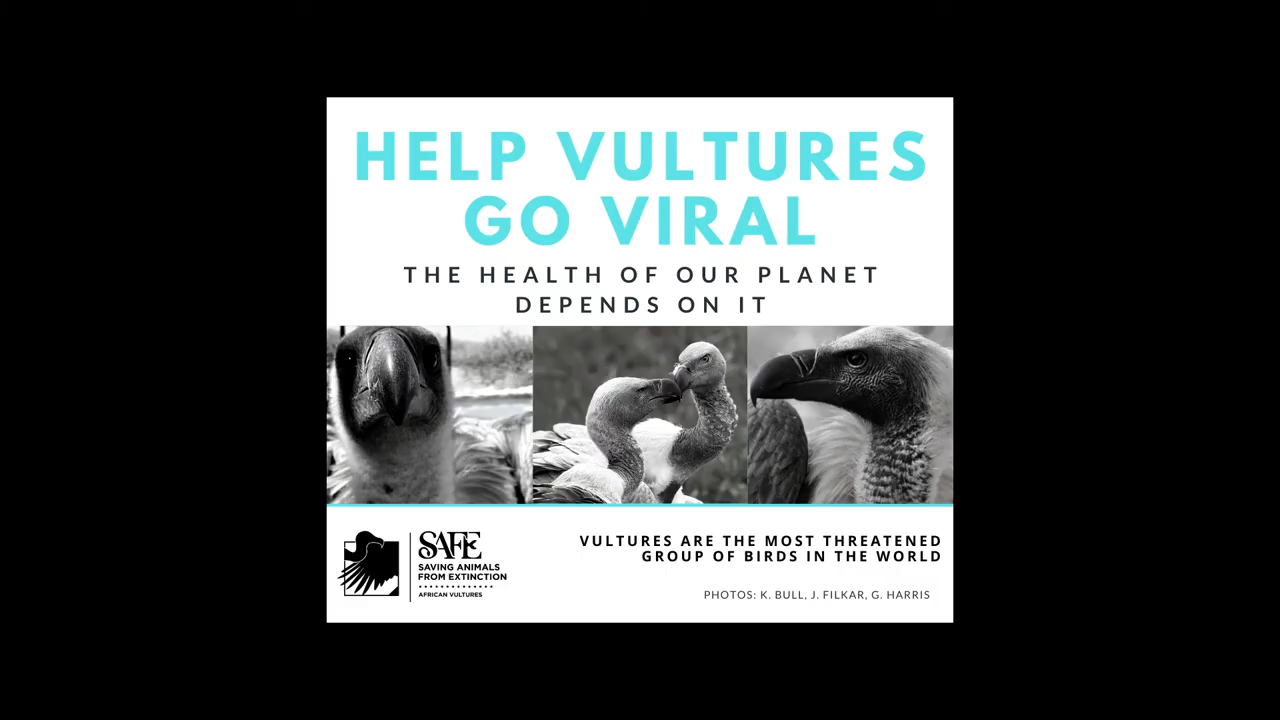 HELP VULTURES
GO VIRAL
THE HEALTH OF OUR PLANET
DEPENDS ON IT
SAFE
SAVING ANIMALS
FROM EXTINCTION
AFRICAN VULTURES
VULTURES ARE THE MOST THREATENED
GROUP OF BIRDS IN THE WORLD
PHOTOS: K. BULL, J. FILKAR, G. HARRIS